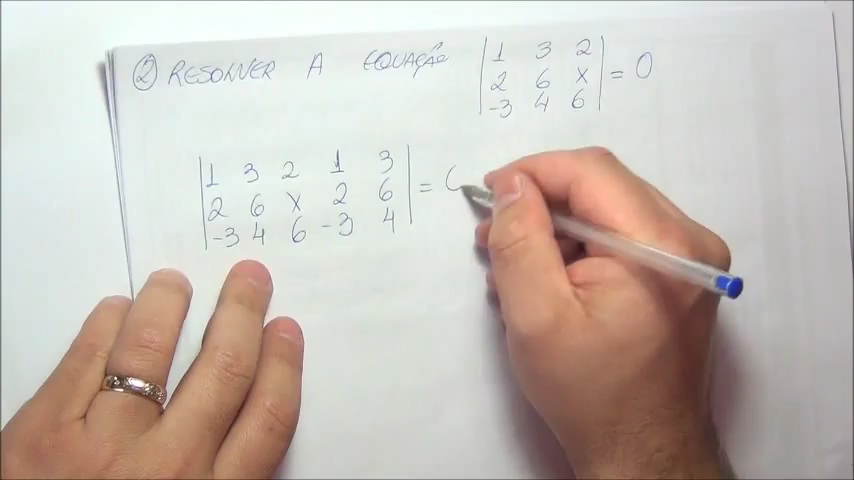 ② RESOLVER A EQUAÇÃO
|1 3 2|
|2 6 x| = 0
|-3 4 6|
|1 3 2 1 3|
|2 6 x 2 6| =
|-3 4 6 -3 4|